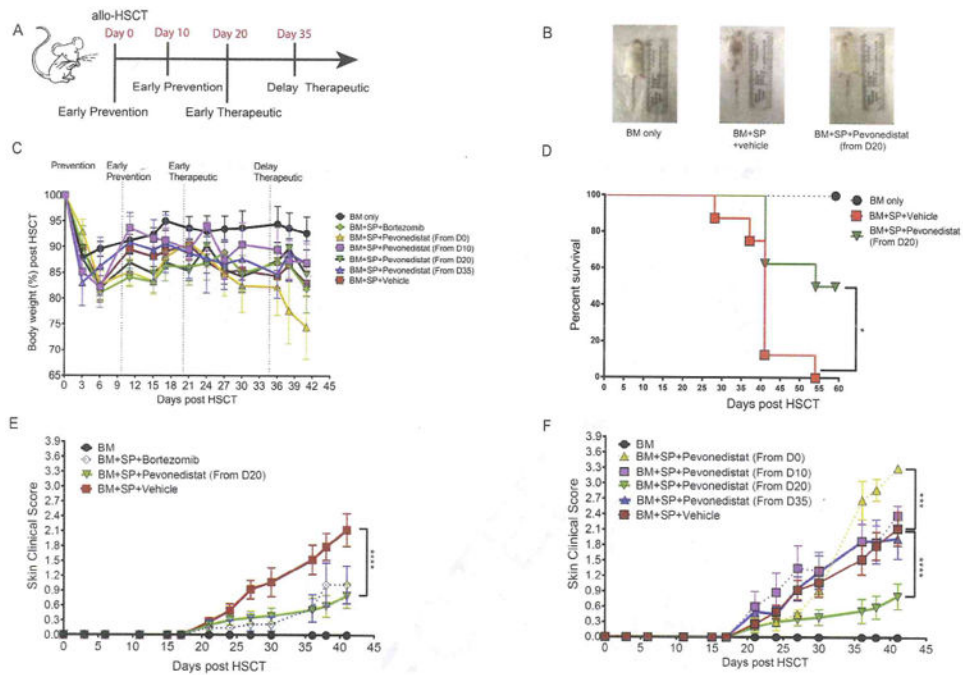 A
allo-HSCT
Day 0
Day 10
Day 20
Day 35
Early Prevention
Delay Therapeutic
Early Prevention
Early Therapeutic
B
BM only
BM+SP
+vehicle
BM+SP+Pevonedistat
(from D20)
C
Prevention
Early
Prevention
Early
Therapeutic
Delay
Therapeutic
Body weight (%) post HSCT
100
95
90
85
80
75
70
65
0 3 6 9 12 15 18 21 24 27 30 33 36 39 42 45
Days post HSCT
BM only
BM+SP+Bortezomib
BM+SP+Pevonedistat (From D0)
BM+SP+Pevonedistat (From D10)
BM+SP+Pevonedistat (From D20)
BM+SP+Pevonedistat (From D35)
BM+SP+Vehicle
D
Percent survival
100
80
60
40
20
0
0 5 10 15 20 25 30 35 40 45 50 55 60
Days post HSCT
BM only
BM+SP+Vehicle
BM+SP+Pevonedistat
(From D20)
*
E
Skin Clinical Score
3.9
3.6
3.3
3.0
2.7
2.4
2.1
1.8
1.5
1.2
0.9
0.6
0.3
0.0
0 5 10 15 20 25 30 35 40 45
Days post HSCT
BM
BM+SP+Bortezomib
BM+SP+Pevonedistat (From D20)
BM+SP+Vehicle
****
F
Skin Clinical Score
3.9
3.6
3.3
3.0
2.7
2.4
2.1
1.8
1.5
1.2
0.9
0.6
0.3
0.0
0 5 10 15 20 25 30 35 40 45
Days post HSCT
BM
BM+SP+Pevonedistat (From D0)
BM+SP+Pevonedistat (From D10)
BM+SP+Pevonedistat (From D20)
BM+SP+Pevonedistat (From D35)
BM+SP+Vehicle
***
****